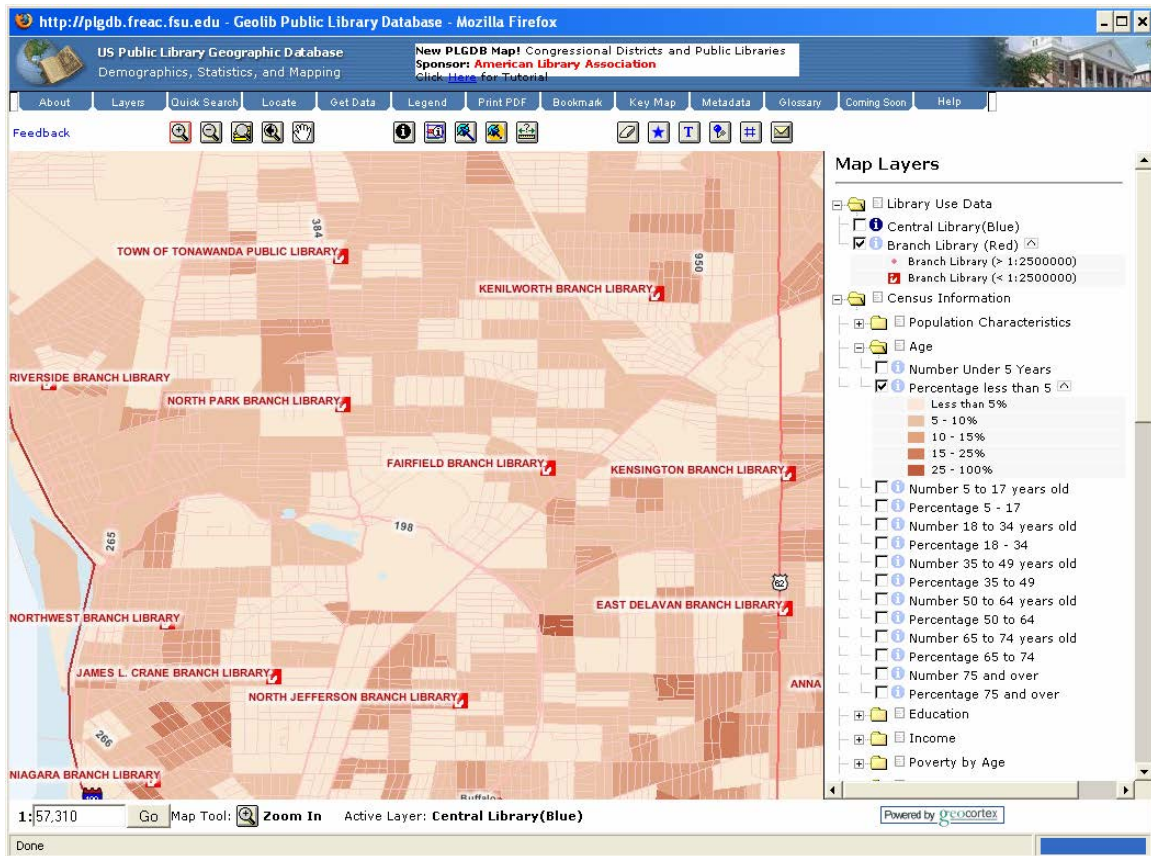 http://plgdb.freac.fsu.edu - Geolib Public Library Database - Mozilla Firefox
US Public Library Geographic Database
Demographics, Statistics, and Mapping
New PLGDB Map! Congressional Districts and Public Libraries
Sponsor: American Library Association
Click Here for Tutorial
About Layers Quick Search Locate Get Data Legend Print PDF Bookmark Key Map Metadata Glossary Coming Soon Help
Feedback
384
TOWN OF TONAWANDA PUBLIC LIBRARY
950
KENILWORTH BRANCH LIBRARY
RIVERSIDE BRANCH LIBRARY
NORTH PARK BRANCH LIBRARY
FAIRFIELD BRANCH LIBRARY
KENSINGTON BRANCH LIBRARY
198
265
62
EAST DELAVAN BRANCH LIBRARY
NORTHWEST BRANCH LIBRARY
JAMES L. CRANE BRANCH LIBRARY
ANNA
NORTH JEFFERSON BRANCH LIBRARY
266
NIAGARA BRANCH LIBRARY
Buffalo
Map Layers
Library Use Data
Central Library(Blue)
Branch Library (Red)
Branch Library (> 1:2500000)
Branch Library (< 1:2500000)
Census Information
Population Characteristics
Age
Number Under 5 Years
Percentage less than 5
Less than 5%
5 - 10%
10 - 15%
15 - 25%
25 - 100%
Number 5 to 17 years old
Percentage 5 - 17
Number 18 to 34 years old
Percentage 18 - 34
Number 35 to 49 years old
Percentage 35 to 49
Number 50 to 64 years old
Percentage 50 to 64
Number 65 to 74 years old
Percentage 65 to 74
Number 75 and over
Percentage 75 and over
Education
Income
Poverty by Age
1: 57,310 Go Map Tool: Zoom In Active Layer: Central Library(Blue)
Powered by geocortex
Done